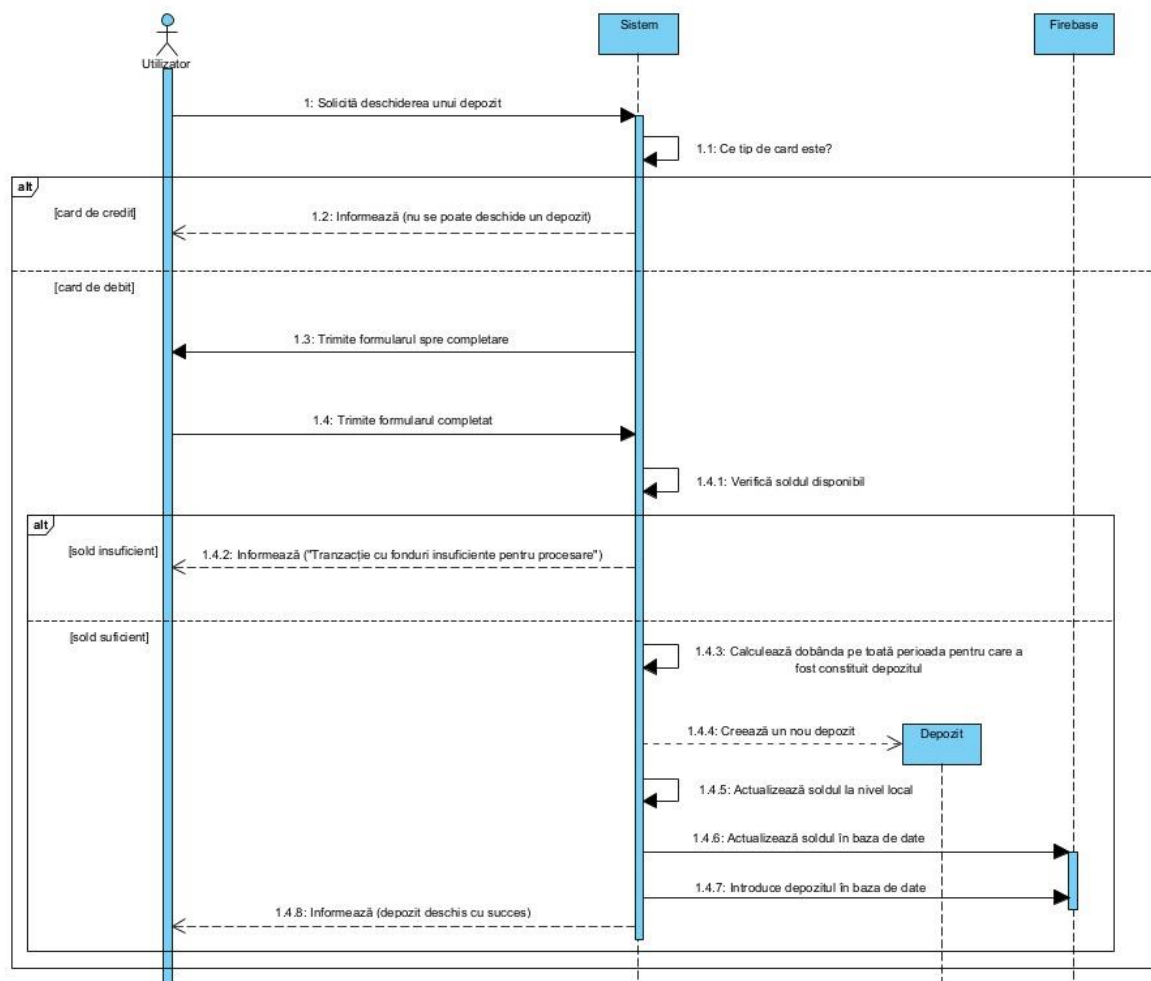 Sistem
Firebase
Utilizator
1: Solicită deschiderea unui depozit
1.1: Ce tip de card este?
alt
[card de credit]
1.2: Informează (nu se poate deschide un depozit)
[card de debit]
1.3: Trimite formularul spre completare
1.4: Trimite formularul completat
1.4.1: Verifică soldul disponibil
alt
[sold insuficient]
1.4.2: Informează ("Tranzacție cu fonduri insuficiente pentru procesare")
[sold suficient]
1.4.3: Calculează dobânda pe toată perioada pentru care a
fost constituit depozitul
1.4.4: Creează un nou depozit
Depozit
1.4.5: Actualizează soldul la nivel local
1.4.6: Actualizează soldul în baza de date
1.4.7: Introduce depozitul în baza de date
1.4.8: Informează (depozit deschis cu succes)